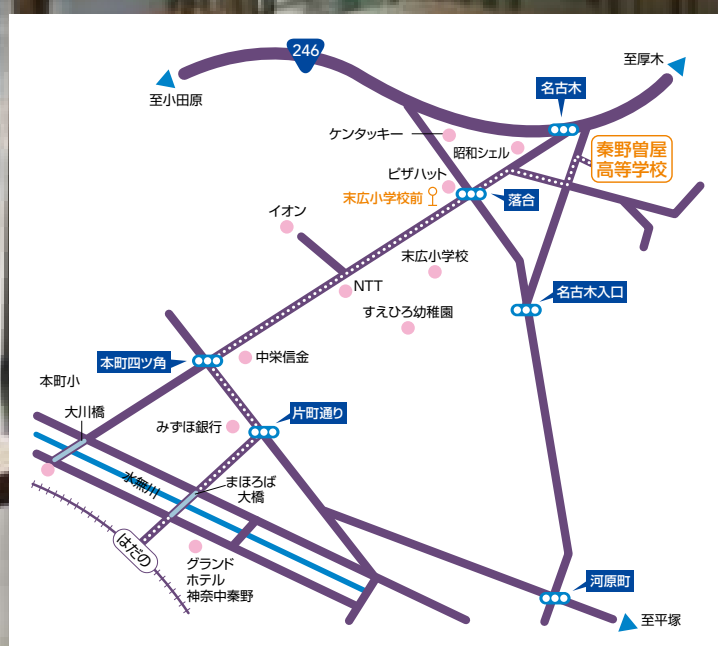 246
至厚木
至小田原
名古木
ケンタッキー
昭和シェル
秦野曽屋
高等学校
ピザハット
末広小学校前
落合
イオン
末広小学校
NTT
名古木入口
すえひろ幼稚園
中栄信金
本町四ツ角
本町小
大川橋
みずほ銀行
片町通り
水無川
まほろば
大橋
はだの
グランド
ホテル
神奈中秦野
河原町
至平塚